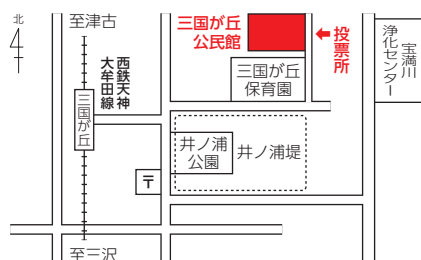 北
至津古
三国が丘
公民館
投票所
宝満川
浄化センター
西鉄天神
大牟田線
三国が丘
保育園
三国が丘
井ノ浦
公園
井ノ浦堤
〒
至三沢